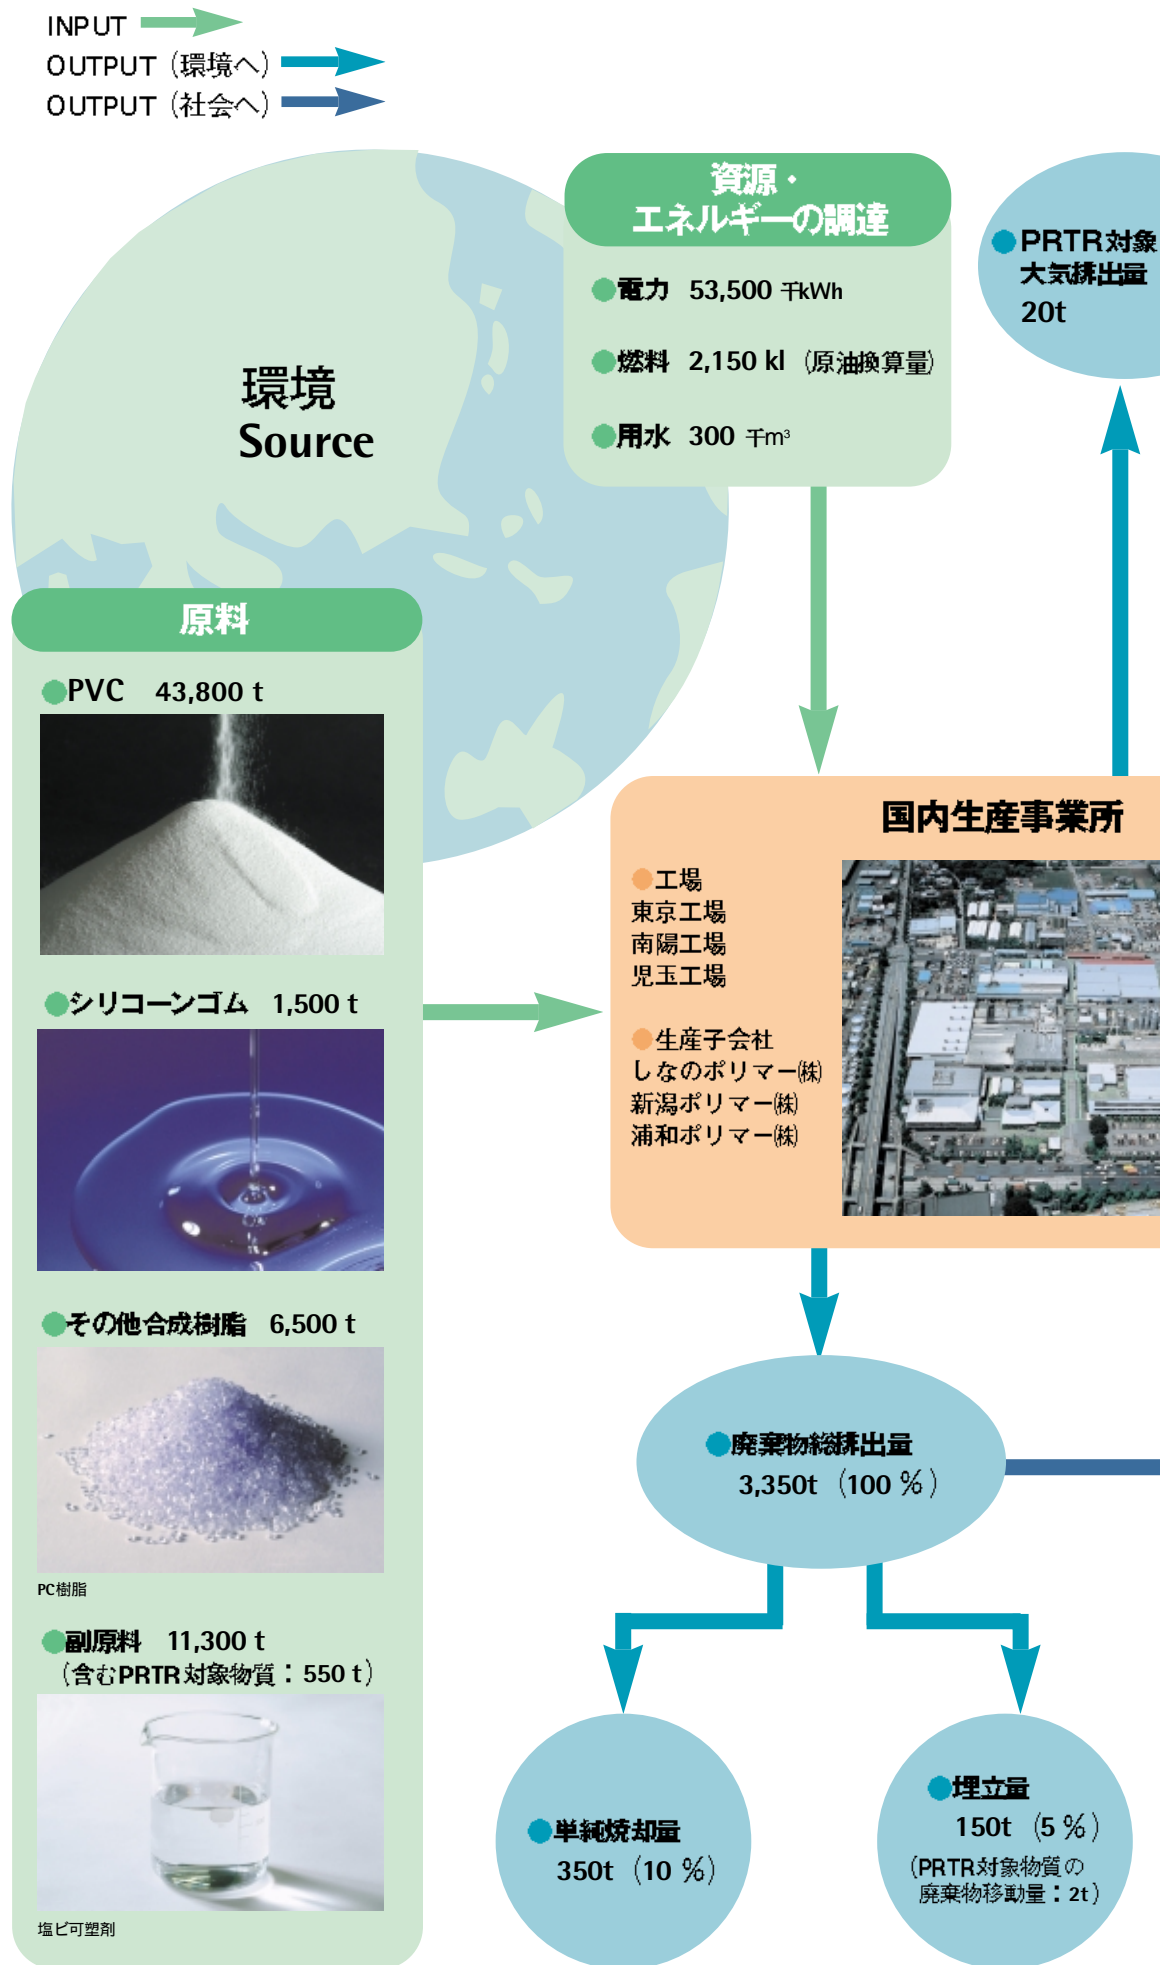 INPUT
OUTPUT（環境へ）
OUTPUT（社会へ）
資源・
エネルギーの調達
●電力 53,500 千kWh
●燃料 2,150 kl（原油換算量）
●用水 300 千m³
●PRTR対象
大気排出量
20t
環境
Source
原料
●PVC 43,800 t
●シリコーンゴム 1,500 t
●その他合成樹脂 6,500 t
PC樹脂
●副原料 11,300 t
（含むPRTR対象物質：550 t）
塩ビ可塑剤
国内生産事業所
●工場
東京工場
南陽工場
児玉工場
●生産子会社
しなのポリマー㈱
新潟ポリマー㈱
浦和ポリマー㈱
●廃棄物総排出量
3,350t（100 %）
●単純焼却量
350t（10 %）
●埋立量
150t（5 %）
（PRTR対象物質の
廃棄物移動量：2t）